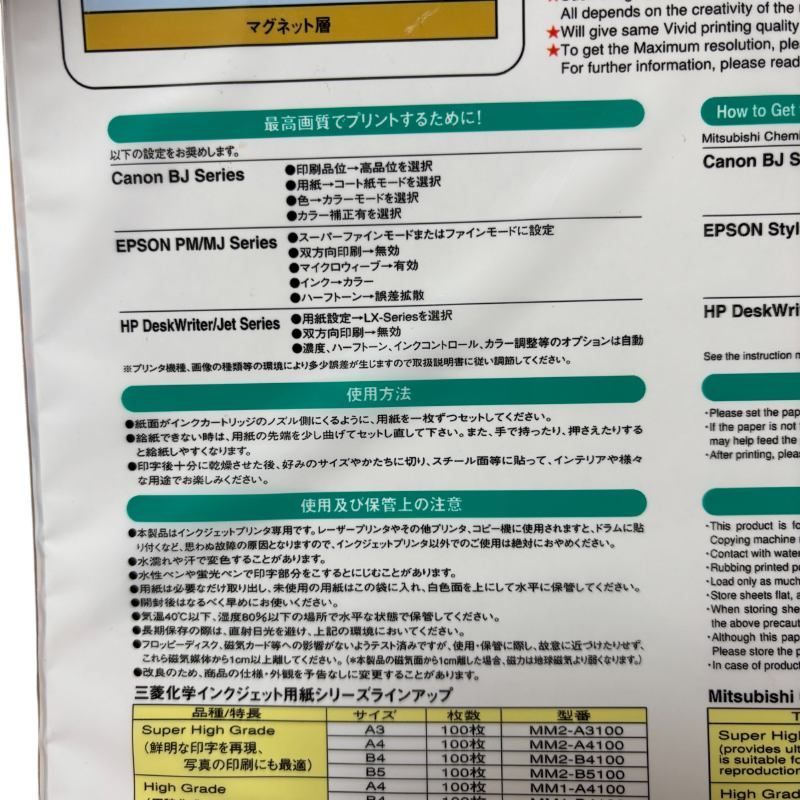 マグネット層
All depends on the creativity of the
★Will give same Vivid printing quality
★To get the Maximum resolution, ple
For further information, please read
最高画質でプリントするために!
以下の設定をお奨めします。
Canon BJ Series
●印刷品位→高品位を選択
●用紙→コート紙モードを選択
●色→カラーモードを選択
●カラー補正有を選択
EPSON PM/MJ Series
●スーパーファインモードまたはファインモードに設定
●双方向印刷→無効
●マイクロウィーブ→有効
●インク→カラー
●ハーフトーン→誤差拡散
HP DeskWriter/Jet Series
●用紙設定→LX-Seriesを選択
●双方向印刷→無効
●濃度、ハーフトーン、インクコントロール、カラー調整等のオプションは自動
※プリンタ機種、画像の種類等の環境により多少誤差が生じますので取扱説明書に従い調節してください。
使用方法
●紙面がインクカートリッジのノズル側にくるように、用紙を一枚ずつセットしてください。
●給紙できない時は、用紙の先端を少し曲げてセットし直して下さい。また、手で持ったり、押さえたりする
と給紙しやすくなります。
●印字後十分に乾燥させた後、好みのサイズやかたちに切り、スチール面等に貼って、インテリアや様々
な用途でお楽しみください。
使用及び保管上の注意
●本製品はインクジェットプリンタ専用です。レーザープリンタやその他プリンタ、コピー機に使用されますと、ドラムに貼
り付くなど、思わぬ故障の原因となりますので、インクジェットプリンタ以外でのご使用は絶対におやめください。
●水濡れや汗で変色することがあります。
●水性ペンや蛍光ペンで印字部分をこするとにじむことがあります。
●用紙は必要なだけ取り出し、未使用の用紙はこの袋に入れ、白色面を上にして水平に保管してください。
●開封後はなるべく早めにお使いください。
●気温40℃以下、湿度80%以下の場所で水平な状態で保管してください。
●長期保存の際は、直射日光を避け、上記の環境においてください。
●フロッピーディスク、磁気カード等への影響がないようテスト済みですが、使用・保管に際し、故意に近づけたりせず、
これら磁気媒体から1cm以上離してください。（*本製品の磁気面から1cm離した場合、磁力は地球磁気より弱くなります。）
●改良のため、商品の仕様・外観を予告なしに変更することがあります。
三菱化学インクジェット用紙シリーズラインアップ
品種/特長 サイズ 枚数 型番
Super High Grade
(鮮明な印字を再現、
写真の印刷にも最適)
A3 100枚 MM2-A3100
A4 100枚 MM2-A4100
B4 100枚 MM2-B4100
B5 100枚 MM2-B5100
High Grade
A4 100枚 MM1-A4100
How to Get
Mitsubishi Chemi
Canon BJ S
EPSON Styl
HP DeskWri
See the instruction m
・Please set the pap
・If the paper is not
may help feed the
・After printing, pleas
・This product is fo
Copying machine
・Contact with wate
・Rubbing printed p
・Load only as much
・Store sheets flat, a
・When storing shee
the above precaut
・Although this pap
Please store the p
・In case of product
Mitsubishi
Super High
(provides ult
is suitable fo
reproduction
High Grade